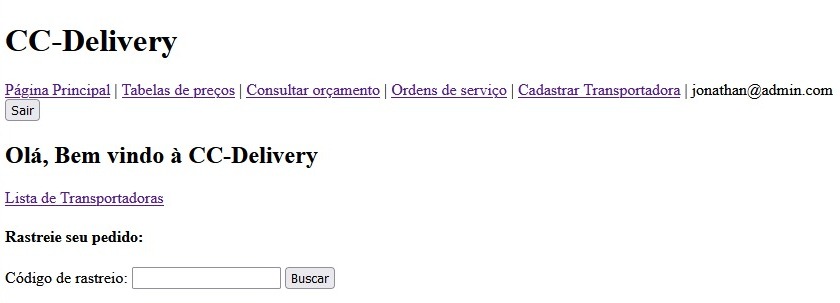 CC-Delivery
Página Principal | Tabelas de preços | Consultar orçamento | Ordens de serviço | Cadastrar Transportadora | jonathan@admin.com
Sair
Olá, Bem vindo à CC-Delivery
Lista de Transportadoras
Rastreie seu pedido:
Código de rastreio: Buscar